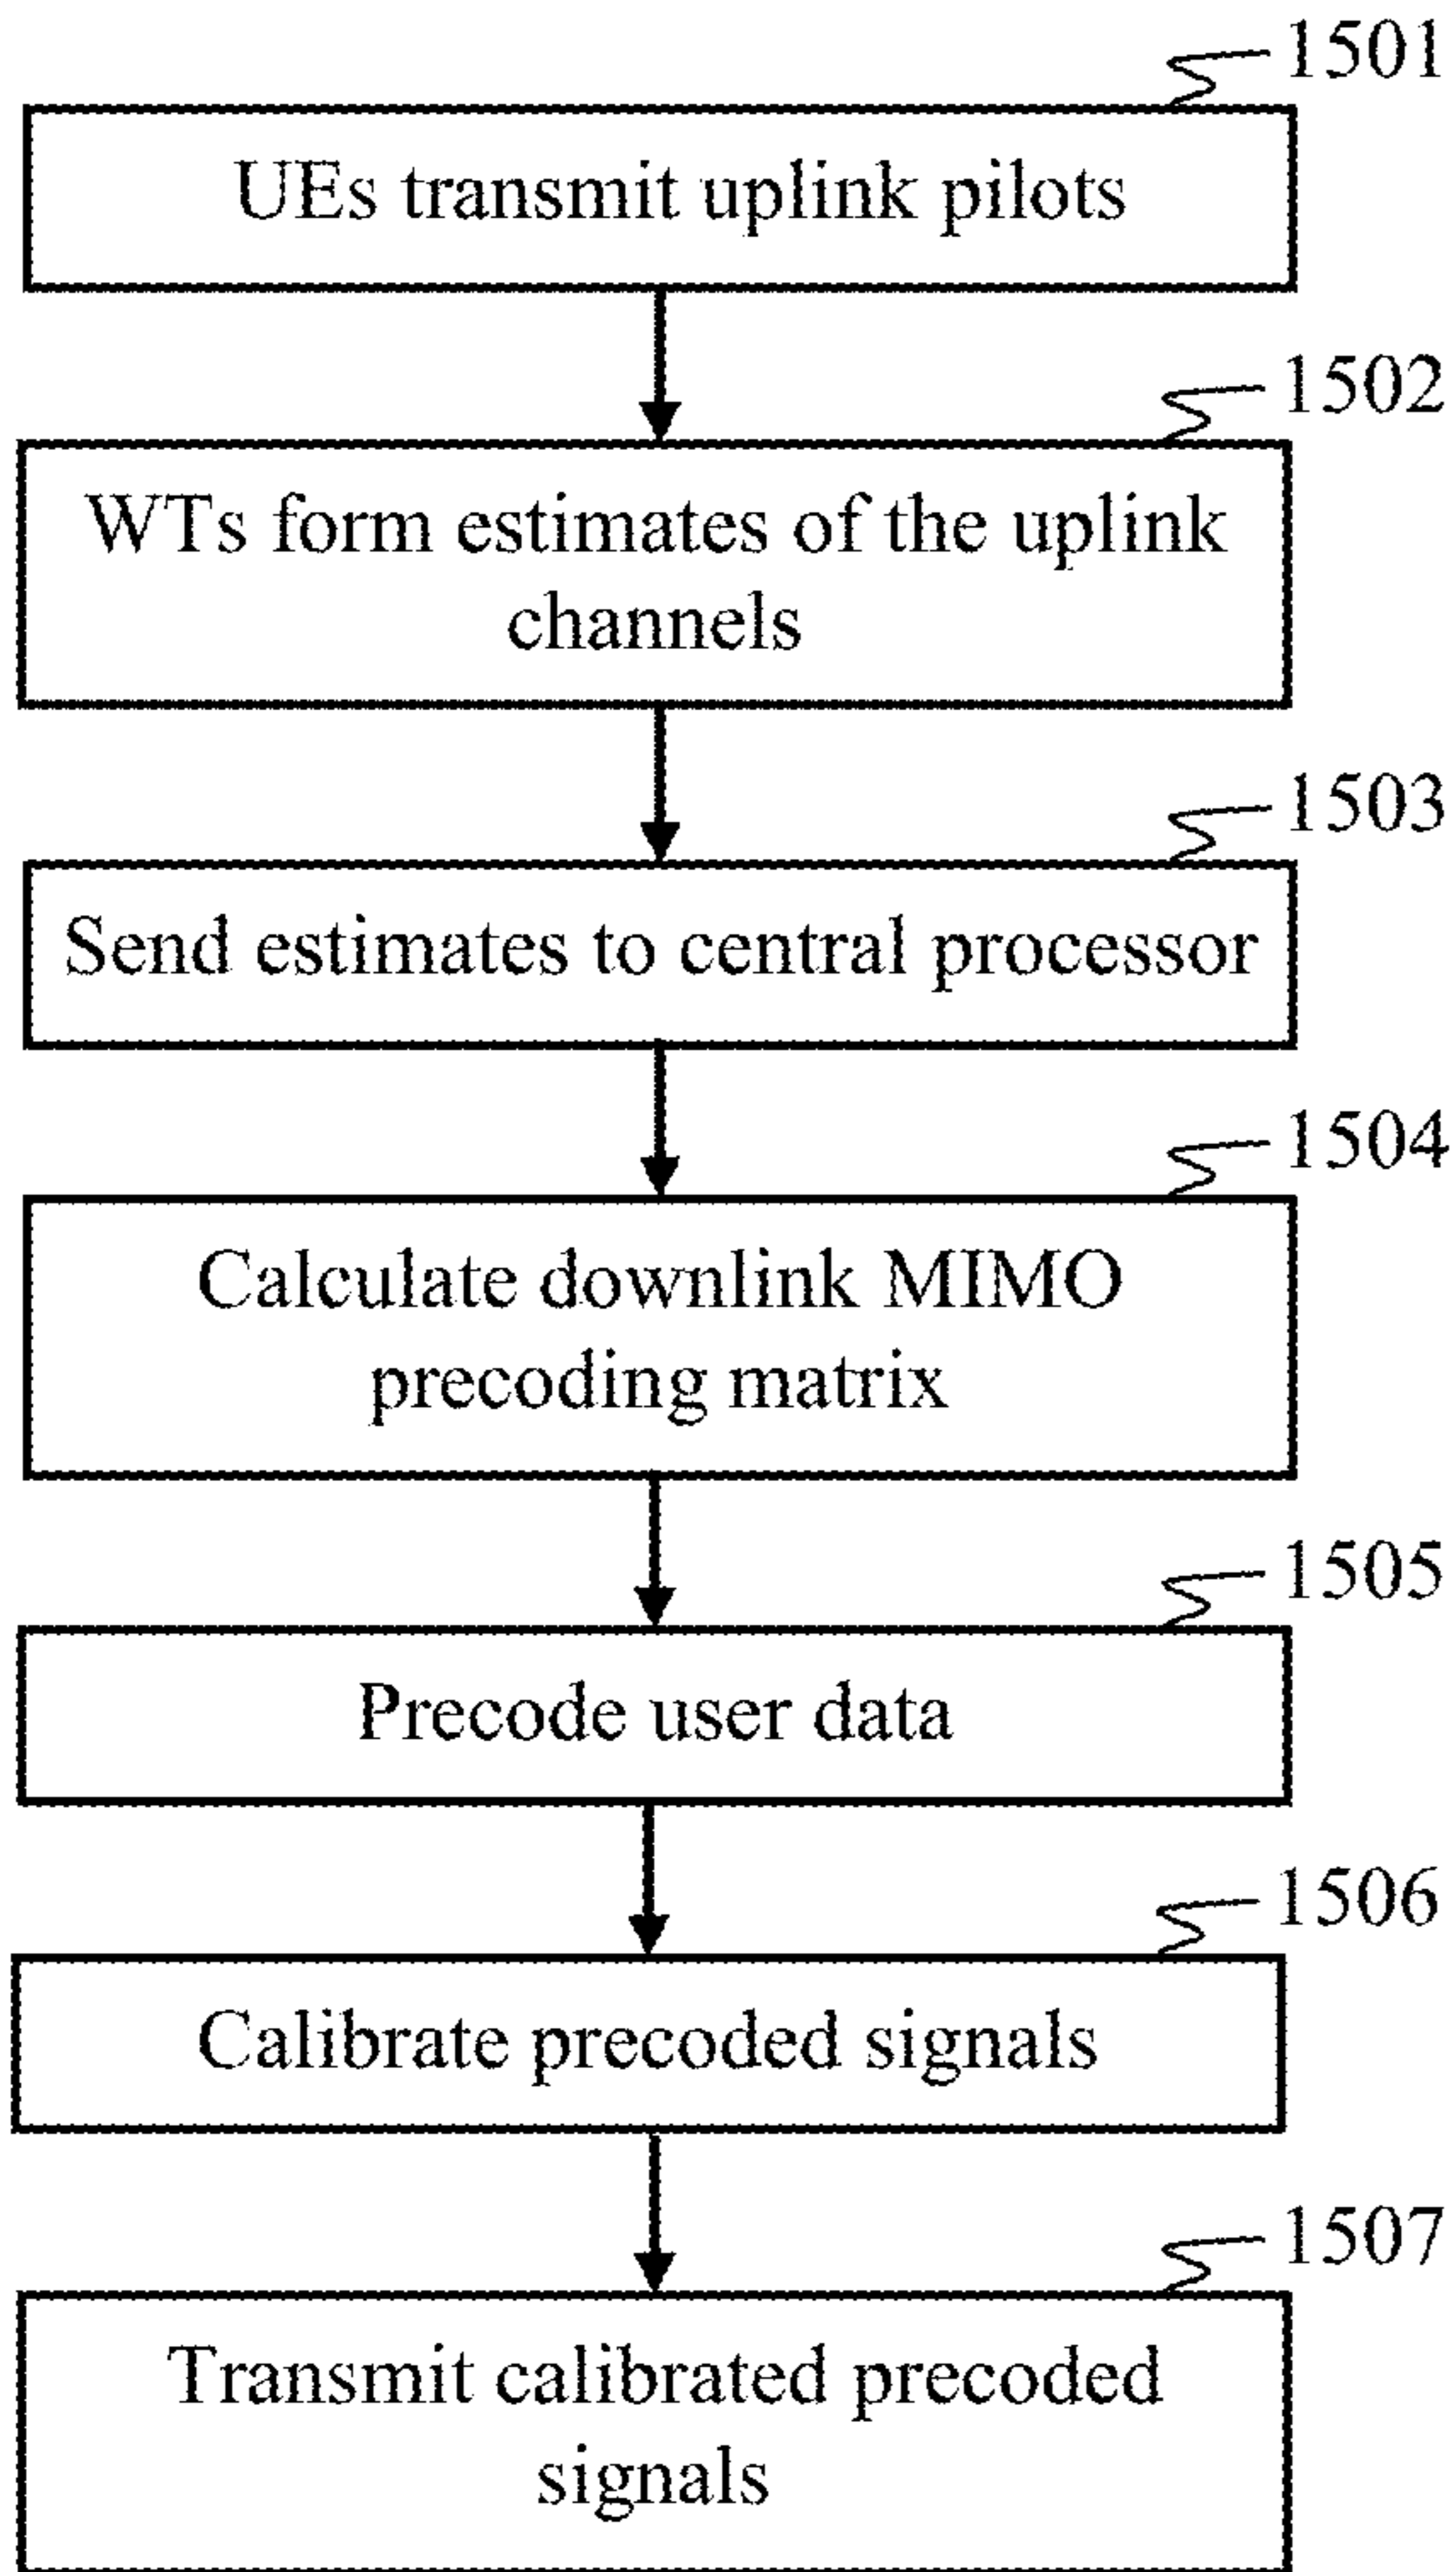 1501
UEs transmit uplink pilots
1502
WTs form estimates of the uplink
channels
1503
Send estimates to central processor
1504
Calculate downlink MIMO
precoding matrix
1505
Precode user data
1506
Calibrate precoded signals
1507
Transmit calibrated precoded
signals